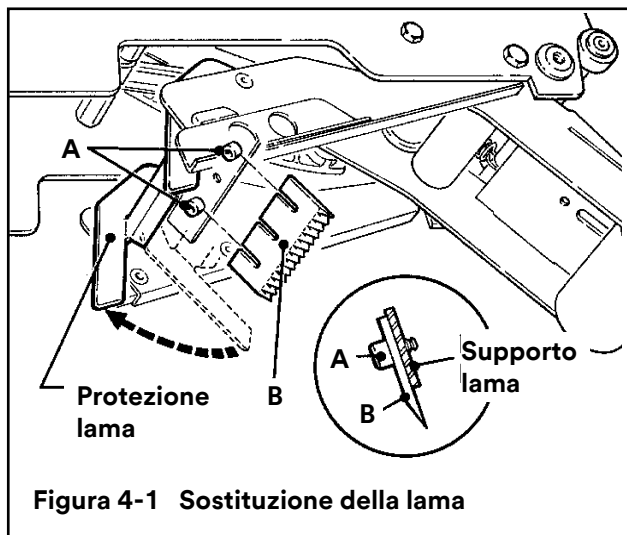 A
A
Supporto
lama
B
Protezione
lama
B
Figura 4-1 Sostituzione della lama